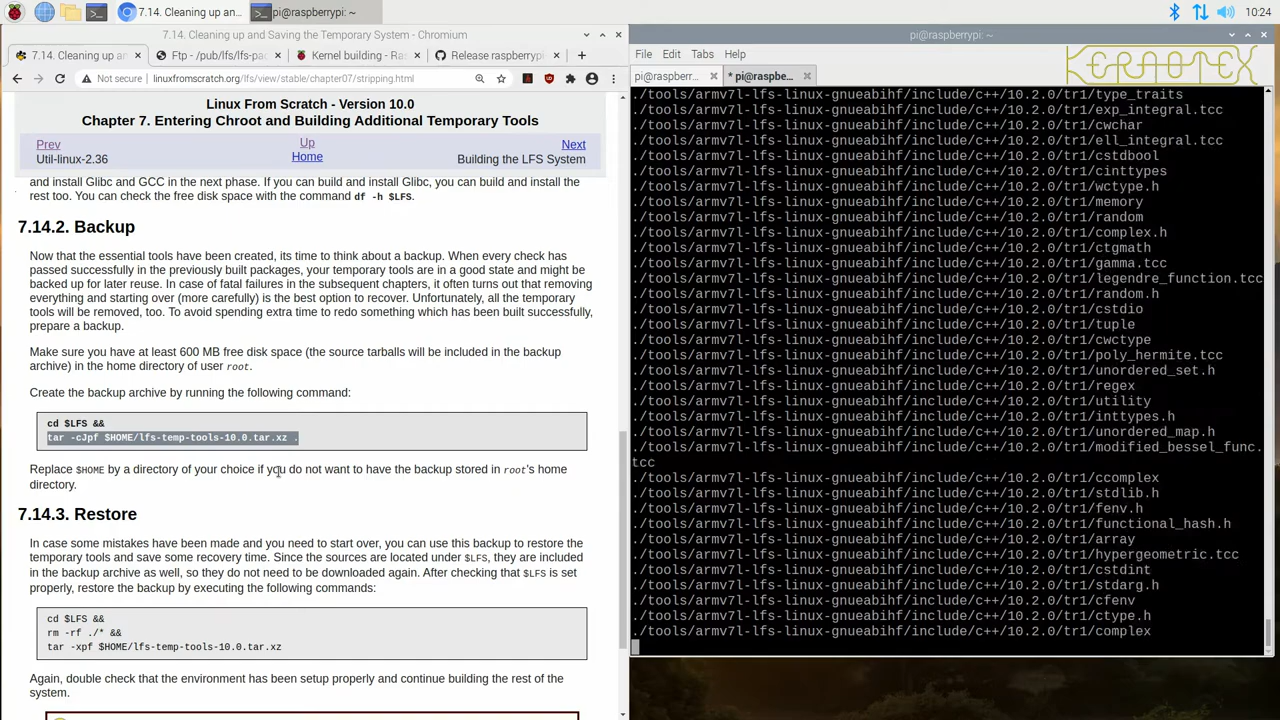 7.14. Cleaning up an...
pi@raspberrypi: ~
10:24
7.14. Cleaning up and Saving the Temporary System - Chromium
7.14. Cleaning up a
Ftp - /pub/lfs/lfs-pac
Kernel building - Ra
Release raspberrypi
Not secure | linuxfromscratch.org/lfs/view/stable/chapter07/stripping.html
Linux From Scratch - Version 10.0
Chapter 7. Entering Chroot and Building Additional Temporary Tools
Prev
Up
Next
Util-linux-2.36
Home
Building the LFS System
and install Glibc and GCC in the next phase. If you can build and install Glibc, you can build and install the
rest too. You can check the free disk space with the command df -h $LFS.
7.14.2. Backup
Now that the essential tools have been created, its time to think about a backup. When every check has
passed successfully in the previously built packages, your temporary tools are in a good state and might be
backed up for later reuse. In case of fatal failures in the subsequent chapters, it often turns out that removing
everything and starting over (more carefully) is the best option to recover. Unfortunately, all the temporary
tools will be removed, too. To avoid spending extra time to redo something which has been built successfully,
prepare a backup.
Make sure you have at least 600 MB free disk space (the source tarballs will be included in the backup
archive) in the home directory of user root.
Create the backup archive by running the following command:
cd $LFS &&
tar -cJpf $HOME/lfs-temp-tools-10.0.tar.xz .
Replace $HOME by a directory of your choice if you do not want to have the backup stored in root's home
directory.
7.14.3. Restore
In case some mistakes have been made and you need to start over, you can use this backup to restore the
temporary tools and save some recovery time. Since the sources are located under $LFS, they are included
in the backup archive as well, so they do not need to be downloaded again. After checking that $LFS is set
properly, restore the backup by executing the following commands:
cd $LFS &&
rm -rf ./* &&
tar -xpf $HOME/lfs-temp-tools-10.0.tar.xz
Again, double check that the environment has been setup properly and continue building the rest of the
system.
pi@raspberrypi: ~
File Edit Tabs Help
KERAOTEX
pi@raspberr...
* pi@raspbe...
./tools/armv7l-lfs-linux-gnueabihf/include/c++/10.2.0/tr1/type_traits
./tools/armv7l-lfs-linux-gnueabihf/include/c++/10.2.0/tr1/exp_integral.tcc
./tools/armv7l-lfs-linux-gnueabihf/include/c++/10.2.0/tr1/cwchar
./tools/armv7l-lfs-linux-gnueabihf/include/c++/10.2.0/tr1/ell_integral.tcc
./tools/armv7l-lfs-linux-gnueabihf/include/c++/10.2.0/tr1/cstdbool
./tools/armv7l-lfs-linux-gnueabihf/include/c++/10.2.0/tr1/cinttypes
./tools/armv7l-lfs-linux-gnueabihf/include/c++/10.2.0/tr1/wctype.h
./tools/armv7l-lfs-linux-gnueabihf/include/c++/10.2.0/tr1/memory
./tools/armv7l-lfs-linux-gnueabihf/include/c++/10.2.0/tr1/random
./tools/armv7l-lfs-linux-gnueabihf/include/c++/10.2.0/tr1/complex.h
./tools/armv7l-lfs-linux-gnueabihf/include/c++/10.2.0/tr1/ctgmath
./tools/armv7l-lfs-linux-gnueabihf/include/c++/10.2.0/tr1/gamma.tcc
./tools/armv7l-lfs-linux-gnueabihf/include/c++/10.2.0/tr1/legendre_function.tcc
./tools/armv7l-lfs-linux-gnueabihf/include/c++/10.2.0/tr1/random.h
./tools/armv7l-lfs-linux-gnueabihf/include/c++/10.2.0/tr1/cstdio
./tools/armv7l-lfs-linux-gnueabihf/include/c++/10.2.0/tr1/tuple
./tools/armv7l-lfs-linux-gnueabihf/include/c++/10.2.0/tr1/cwctype
./tools/armv7l-lfs-linux-gnueabihf/include/c++/10.2.0/tr1/poly_hermite.tcc
./tools/armv7l-lfs-linux-gnueabihf/include/c++/10.2.0/tr1/unordered_set.h
./tools/armv7l-lfs-linux-gnueabihf/include/c++/10.2.0/tr1/regex
./tools/armv7l-lfs-linux-gnueabihf/include/c++/10.2.0/tr1/utility
./tools/armv7l-lfs-linux-gnueabihf/include/c++/10.2.0/tr1/inttypes.h
./tools/armv7l-lfs-linux-gnueabihf/include/c++/10.2.0/tr1/unordered_map.h
./tools/armv7l-lfs-linux-gnueabihf/include/c++/10.2.0/tr1/modified_bessel_func.
tcc
./tools/armv7l-lfs-linux-gnueabihf/include/c++/10.2.0/tr1/ccomplex
./tools/armv7l-lfs-linux-gnueabihf/include/c++/10.2.0/tr1/stdlib.h
./tools/armv7l-lfs-linux-gnueabihf/include/c++/10.2.0/tr1/fenv.h
./tools/armv7l-lfs-linux-gnueabihf/include/c++/10.2.0/tr1/functional_hash.h
./tools/armv7l-lfs-linux-gnueabihf/include/c++/10.2.0/tr1/array
./tools/armv7l-lfs-linux-gnueabihf/include/c++/10.2.0/tr1/hypergeometric.tcc
./tools/armv7l-lfs-linux-gnueabihf/include/c++/10.2.0/tr1/cstdint
./tools/armv7l-lfs-linux-gnueabihf/include/c++/10.2.0/tr1/stdarg.h
./tools/armv7l-lfs-linux-gnueabihf/include/c++/10.2.0/tr1/cfenv
./tools/armv7l-lfs-linux-gnueabihf/include/c++/10.2.0/tr1/ctype.h
./tools/armv7l-lfs-linux-gnueabihf/include/c++/10.2.0/tr1/complex